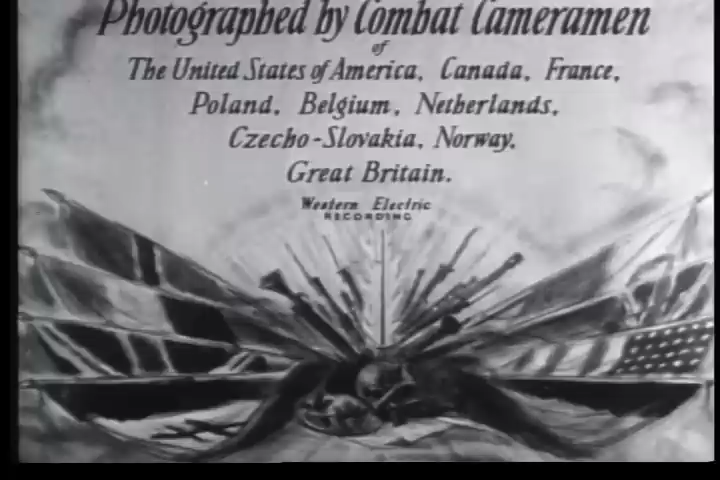 Photographed by Combat Cameramen
of
The United States of America, Canada, France,
Poland, Belgium, Netherlands,
Czecho-Slovakia, Norway,
Great Britain.
Western Electric
RECORDING